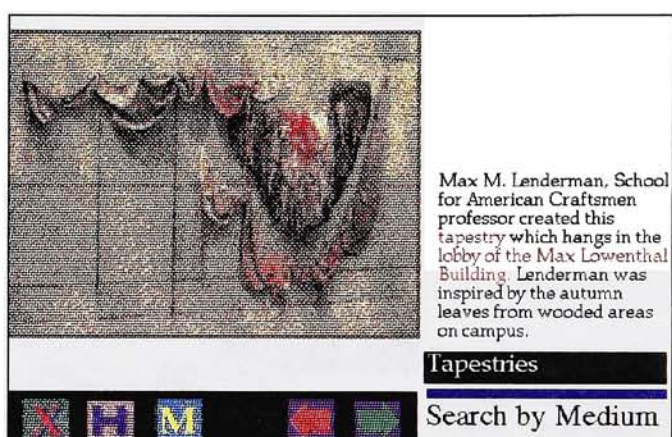 Max M. Lenderman, School
for American Craftsmen
professor created this
tapestry which hangs in the
lobby of the Max Lowenthal
Building. Lenderman was
inspired by the autumn
leaves from wooded areas
on campus.
Tapestries
X H M
Search by Medium